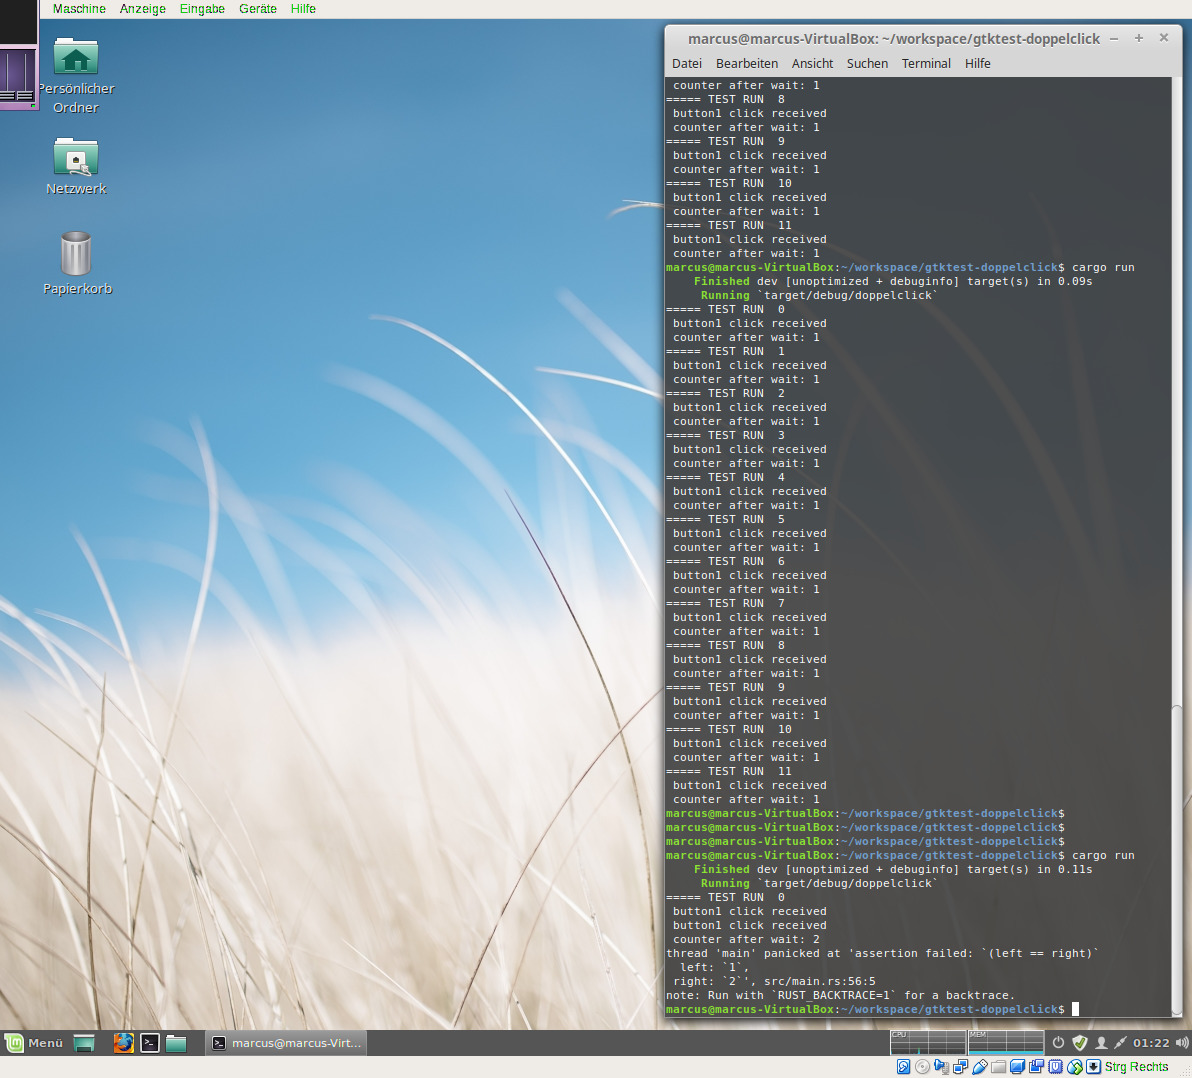 Maschine Anzeige Eingabe Geräte Hilfe
Persönlicher
Ordner
Netzwerk
Papierkorb
marcus@marcus-VirtualBox: ~/workspace/gtktest-doppelclick
Datei Bearbeiten Ansicht Suchen Terminal Hilfe
counter after wait: 1
===== TEST RUN  8
button1 click received
counter after wait: 1
===== TEST RUN  9
button1 click received
counter after wait: 1
===== TEST RUN  10
button1 click received
counter after wait: 1
===== TEST RUN  11
button1 click received
counter after wait: 1
marcus@marcus-VirtualBox:~/workspace/gtktest-doppelclick$ cargo run
Finished dev [unoptimized + debuginfo] target(s) in 0.09s
Running `target/debug/doppelclick`
===== TEST RUN  0
button1 click received
counter after wait: 1
===== TEST RUN  1
button1 click received
counter after wait: 1
===== TEST RUN  2
button1 click received
counter after wait: 1
===== TEST RUN  3
button1 click received
counter after wait: 1
===== TEST RUN  4
button1 click received
counter after wait: 1
===== TEST RUN  5
button1 click received
counter after wait: 1
===== TEST RUN  6
button1 click received
counter after wait: 1
===== TEST RUN  7
button1 click received
counter after wait: 1
===== TEST RUN  8
button1 click received
counter after wait: 1
===== TEST RUN  9
button1 click received
counter after wait: 1
===== TEST RUN  10
button1 click received
counter after wait: 1
===== TEST RUN  11
button1 click received
counter after wait: 1
marcus@marcus-VirtualBox:~/workspace/gtktest-doppelclick$
marcus@marcus-VirtualBox:~/workspace/gtktest-doppelclick$
marcus@marcus-VirtualBox:~/workspace/gtktest-doppelclick$
marcus@marcus-VirtualBox:~/workspace/gtktest-doppelclick$ cargo run
Finished dev [unoptimized + debuginfo] target(s) in 0.11s
Running `target/debug/doppelclick`
===== TEST RUN  0
button1 click received
button1 click received
counter after wait: 2
thread 'main' panicked at 'assertion failed: `(left == right)`
left: `1`,
right: `2`', src/main.rs:56:5
note: Run with `RUST_BACKTRACE=1` for a backtrace.
marcus@marcus-VirtualBox:~/workspace/gtktest-doppelclick$
Menü marcus@marcus-Virt... CPU MEM 01:22
Strg Rechts